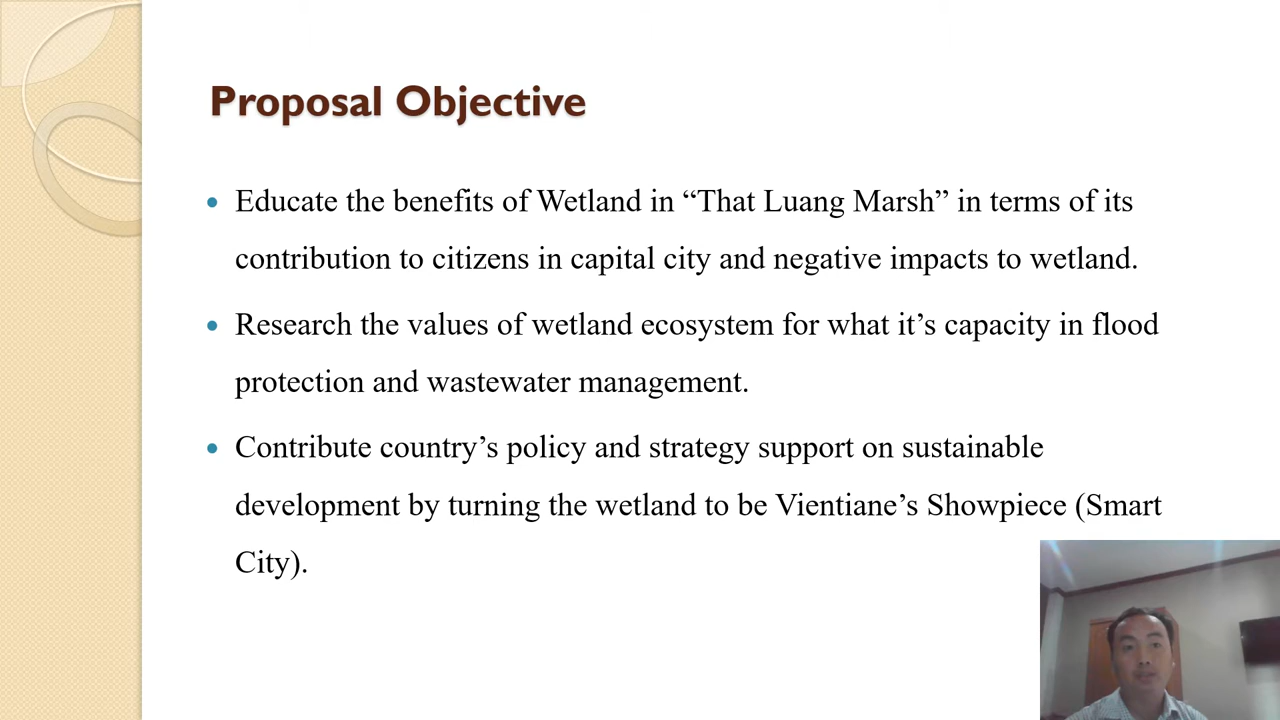 Proposal Objective
Educate the benefits of Wetland in “That Luang Marsh” in terms of its
contribution to citizens in capital city and negative impacts to wetland.
Research the values of wetland ecosystem for what it’s capacity in flood
protection and wastewater management.
Contribute country’s policy and strategy support on sustainable
development by turning the wetland to be Vientiane’s Showpiece (Smart
City).